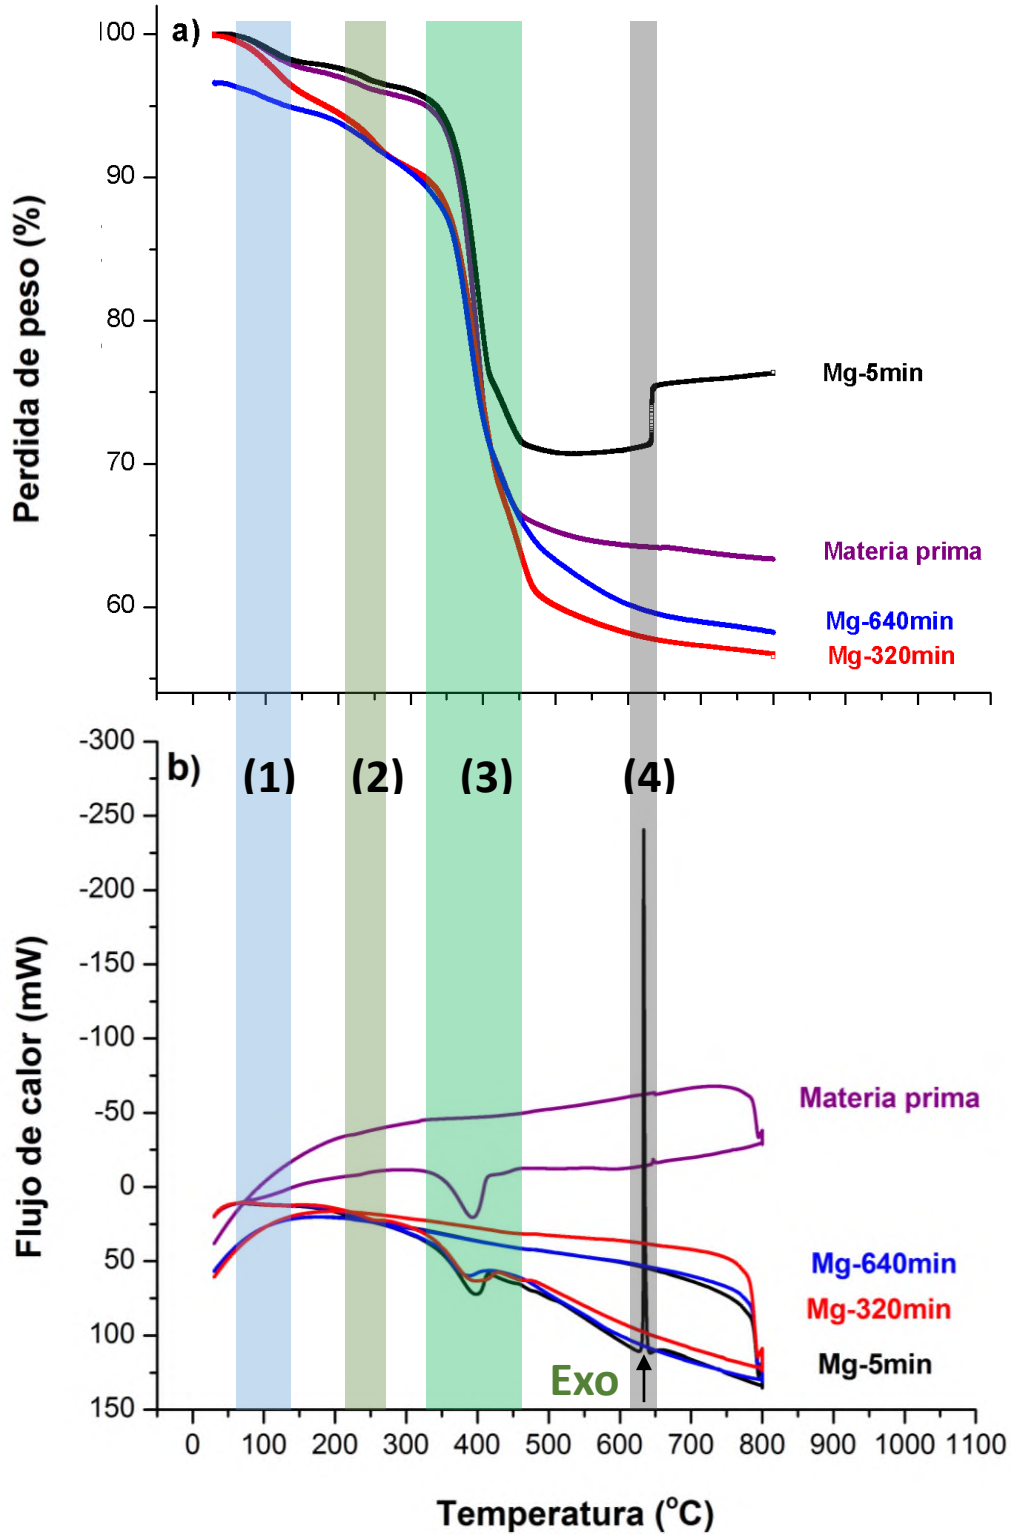 a)
100
90
80
70
60
Perdida de peso (%)
Mg-5min
Materia prima
Mg-640min
Mg-320min
b)
(1)
(2)
(3)
(4)
-300
-250
-200
-150
-100
-50
0
50
100
150
Flujo de calor (mW)
Materia prima
Mg-640min
Mg-320min
Mg-5min
Exo
0 100 200 300 400 500 600 700 800 900 1000 1100
Temperatura (°C)